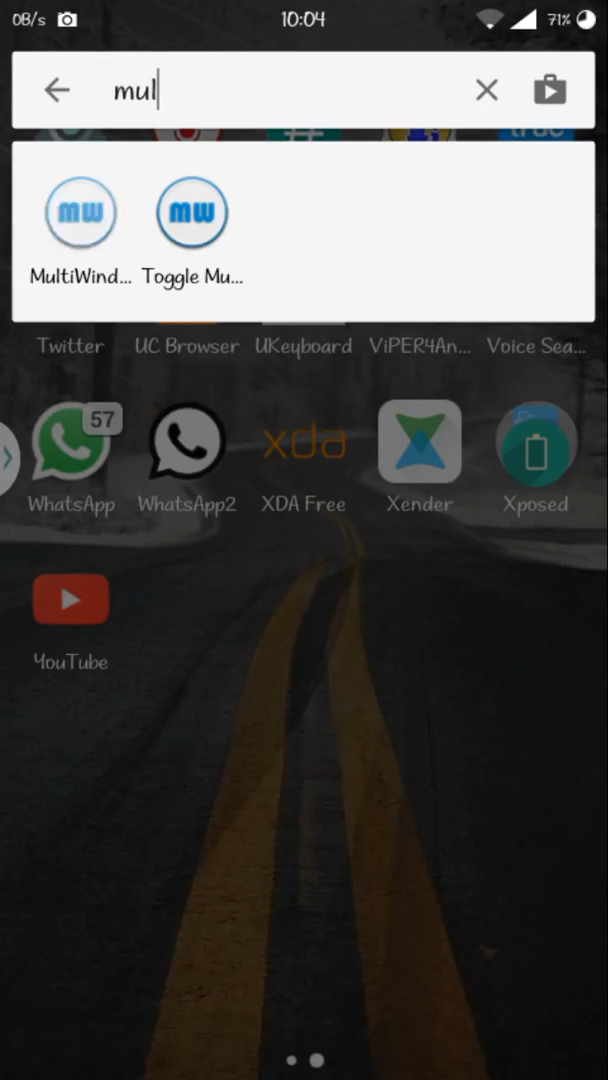 0B/s 10:04 71%
mul
mw mw
MultiWind... Toggle Mu...
Twitter UC Browser UKeyboard ViPER4An... Voice Sea...
57
xda
WhatsApp WhatsApp2 XDA Free Xender Xposed
YouTube